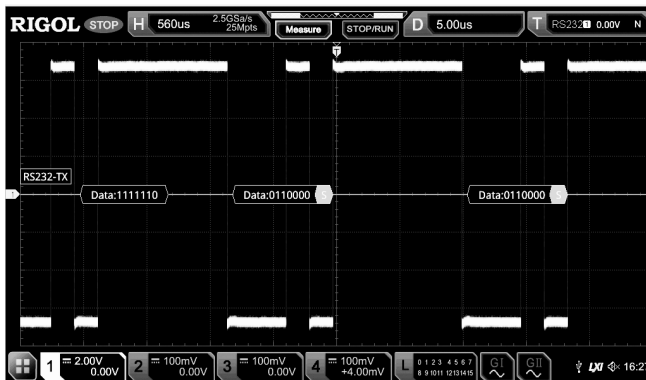 RIGOL STOP H 560us 2.5GSa/s 25Mpts Measure STOP/RUN D 5.00us T RS232 1 0.00V N
T
RS232-TX
1 Data:1111110 Data:0110000 S Data:0110000 S
1 2.00V 0.00V 2 100mV 0.00V 3 100mV 0.00V 4 100mV +4.00mV L 0 1 2 3 4 5 6 7 8 9 10 11 12 13 14 15 GI GII LXI 16:27